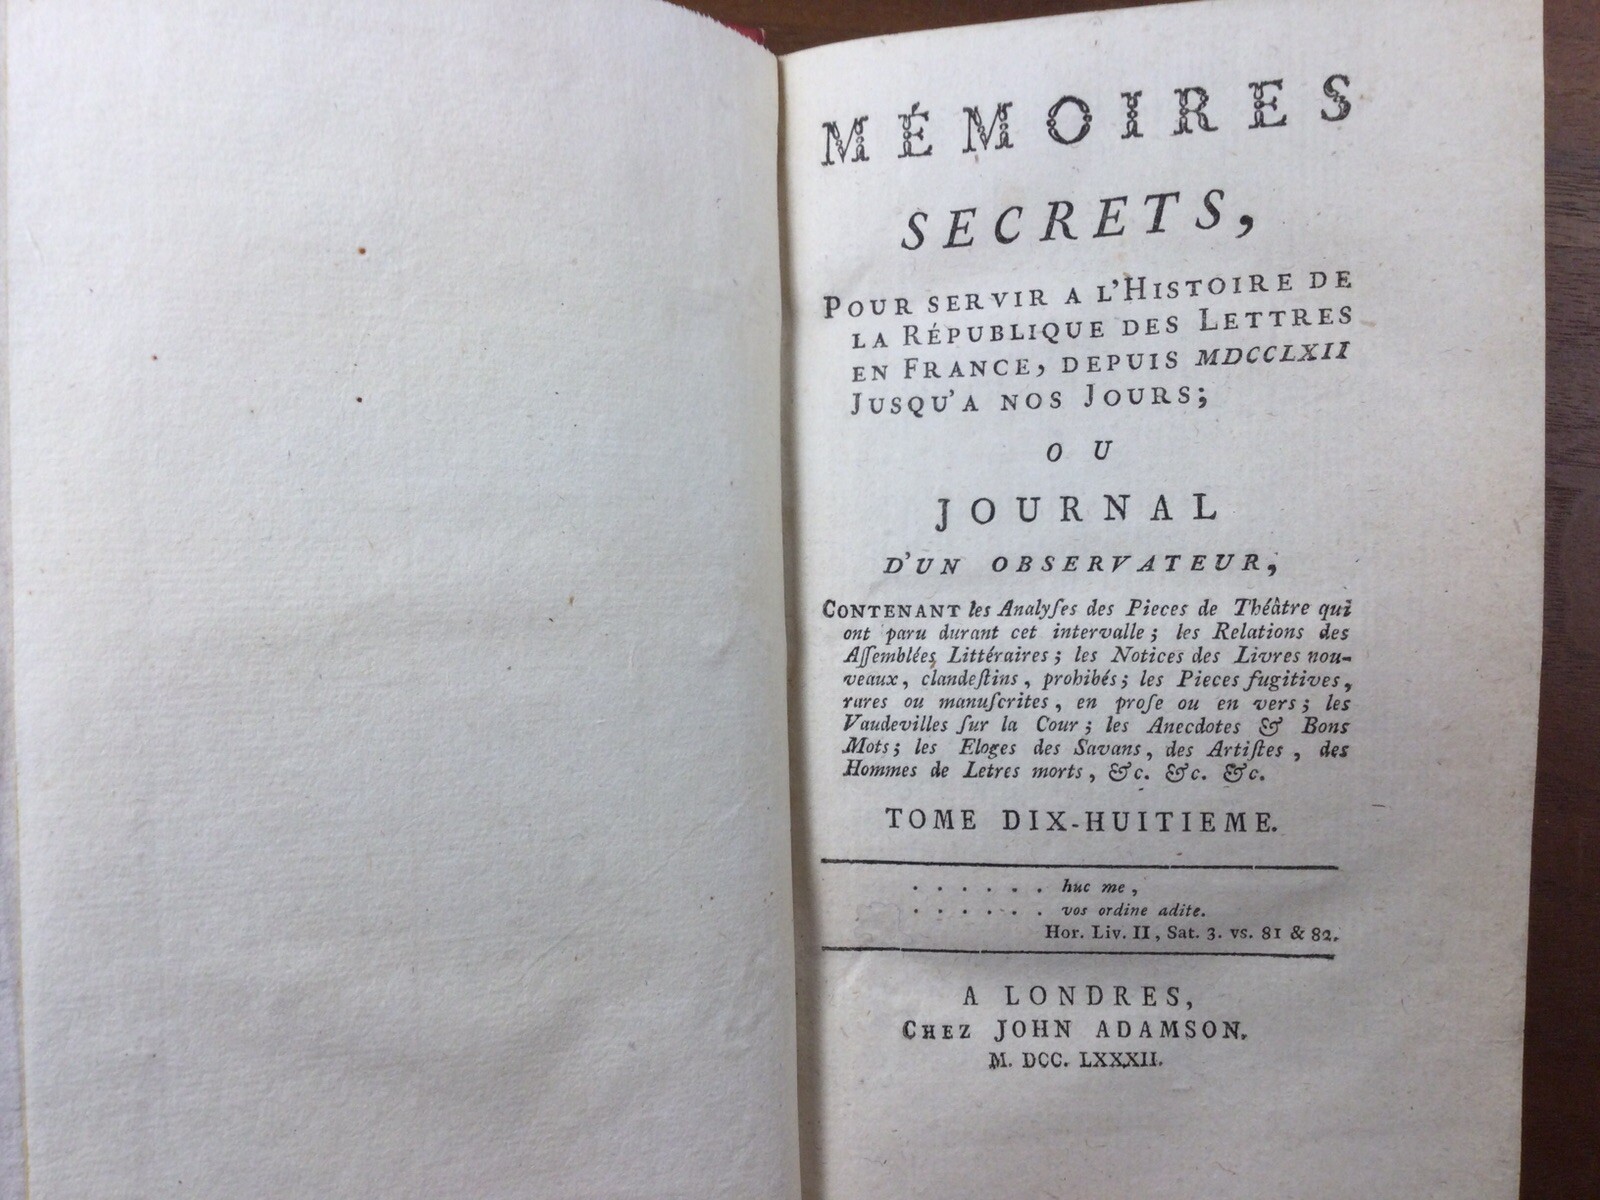 MÉMOIRES
SECRETS,
POUR SERVIR A L'HISTOIRE DE
LA RÉPUBLIQUE DES LETTRES
EN FRANCE, DEPUIS MDCCLXII
JUSQU'A NOS JOURS;
OU
JOURNAL
D'UN OBSERVATEUR,
CONTENANT les Analyſes des Pieces de Théâtre qui
ont paru durant cet intervalle; les Relations des
Aſſemblées Littéraires; les Notices des Livres nou-
veaux, clandeſtins, prohibés; les Pieces fugitives,
rares ou manuſcrites, en proſe ou en vers; les
Vaudevilles ſur la Cour; les Anecdotes & Bons
Mots; les Eloges des Savans, des Artiſtes, des
Hommes de Letres morts, &c. &c. &c.
TOME DIX-HUITIEME.
. . . . . . huc me,
. . . . . . vos ordine adite.
Hor. Liv. II, Sat. 3. vs. 81 & 82.
A LONDRES,
CHEZ JOHN ADAMSON.
M. DCC. LXXXII.